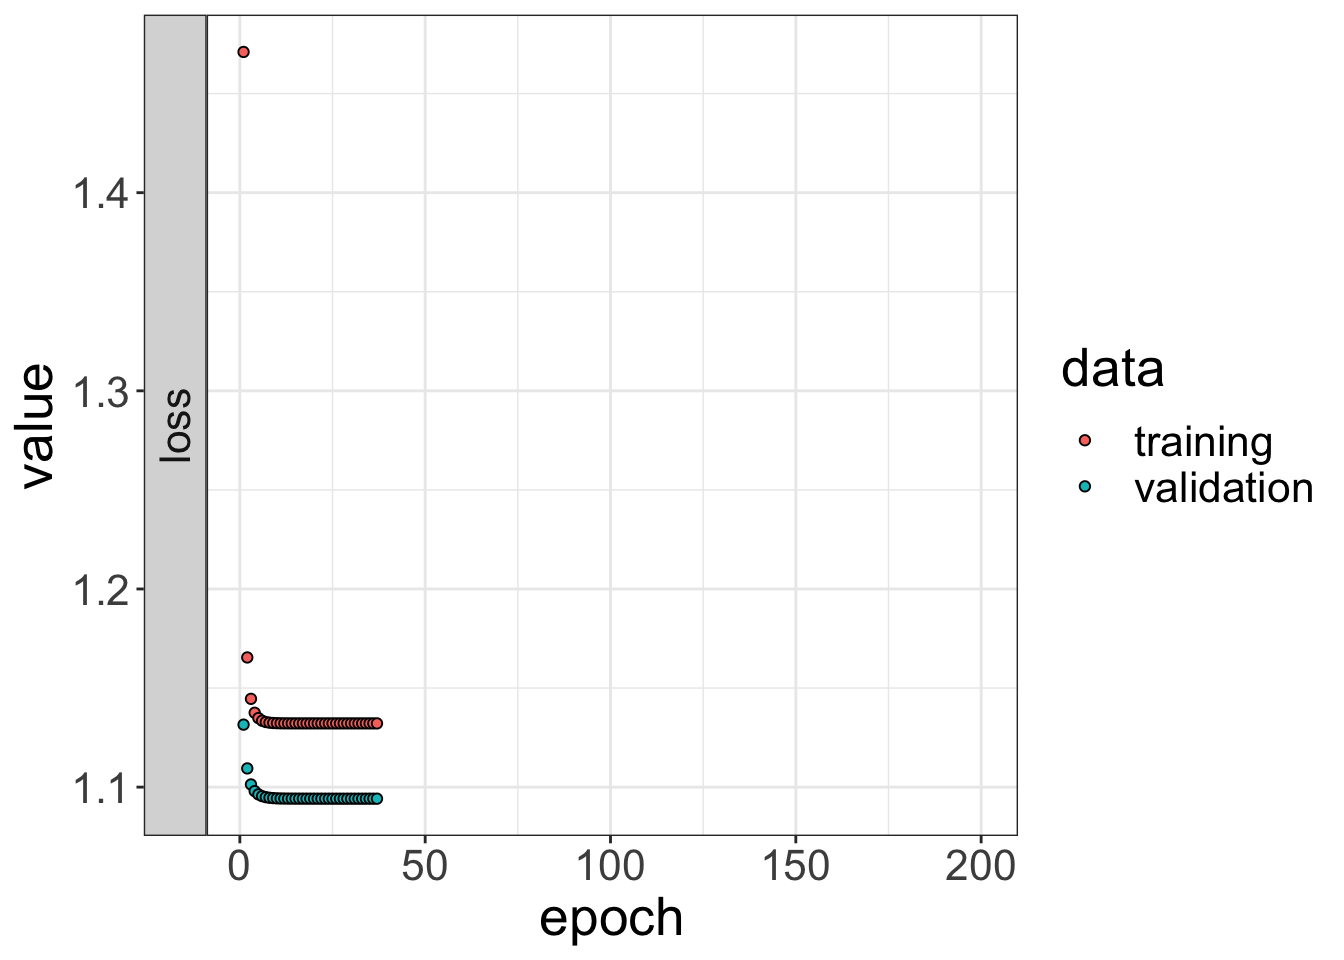 value
1.4
1.3
1.2
1.1
loss
0 50 100 150 200
epoch
data
training
validation